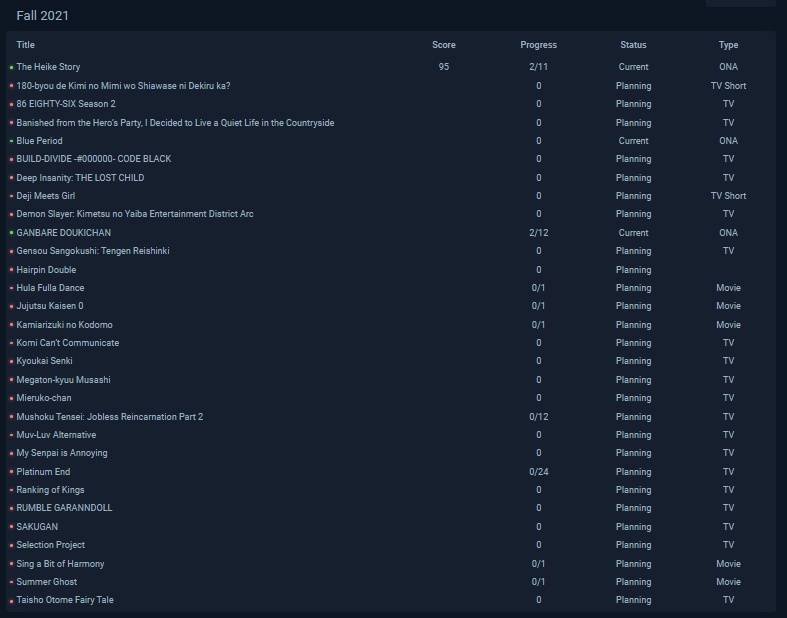 Fall 2021
Title Score Progress Status Type
The Heike Story 95 2/11 Current ONA
180-byou de Kimi no Mimi wo Shiawase ni Dekiru ka? 0 Planning TV Short
86 EIGHTY-SIX Season 2 0 Planning TV
Banished from the Hero's Party, I Decided to Live a Quiet Life in the Countryside 0 Planning TV
Blue Period 0 Current ONA
BUILD-DIVIDE -#000000- CODE BLACK 0 Planning TV
Deep Insanity: THE LOST CHILD 0 Planning TV
Deji Meets Girl 0 Planning TV Short
Demon Slayer: Kimetsu no Yaiba Entertainment District Arc 0 Planning TV
GANBARE DOUKICHAN 2/12 Current ONA
Gensou Sangokushi: Tengen Reishinki 0 Planning TV
Hairpin Double 0 Planning
Hula Fulla Dance 0/1 Planning Movie
Jujutsu Kaisen 0 0/1 Planning Movie
Kamiarizuki no Kodomo 0/1 Planning Movie
Komi Can't Communicate 0 Planning TV
Kyoukai Senki 0 Planning TV
Megaton-kyuu Musashi 0 Planning TV
Mieruko-chan 0 Planning TV
Mushoku Tensei: Jobless Reincarnation Part 2 0/12 Planning TV
Muv-Luv Alternative 0 Planning TV
My Senpai is Annoying 0 Planning TV
Platinum End 0/24 Planning TV
Ranking of Kings 0 Planning TV
RUMBLE GARANNDOLL 0 Planning TV
SAKUGAN 0 Planning TV
Selection Project 0 Planning TV
Sing a Bit of Harmony 0/1 Planning Movie
Summer Ghost 0/1 Planning Movie
Taisho Otome Fairy Tale 0 Planning TV